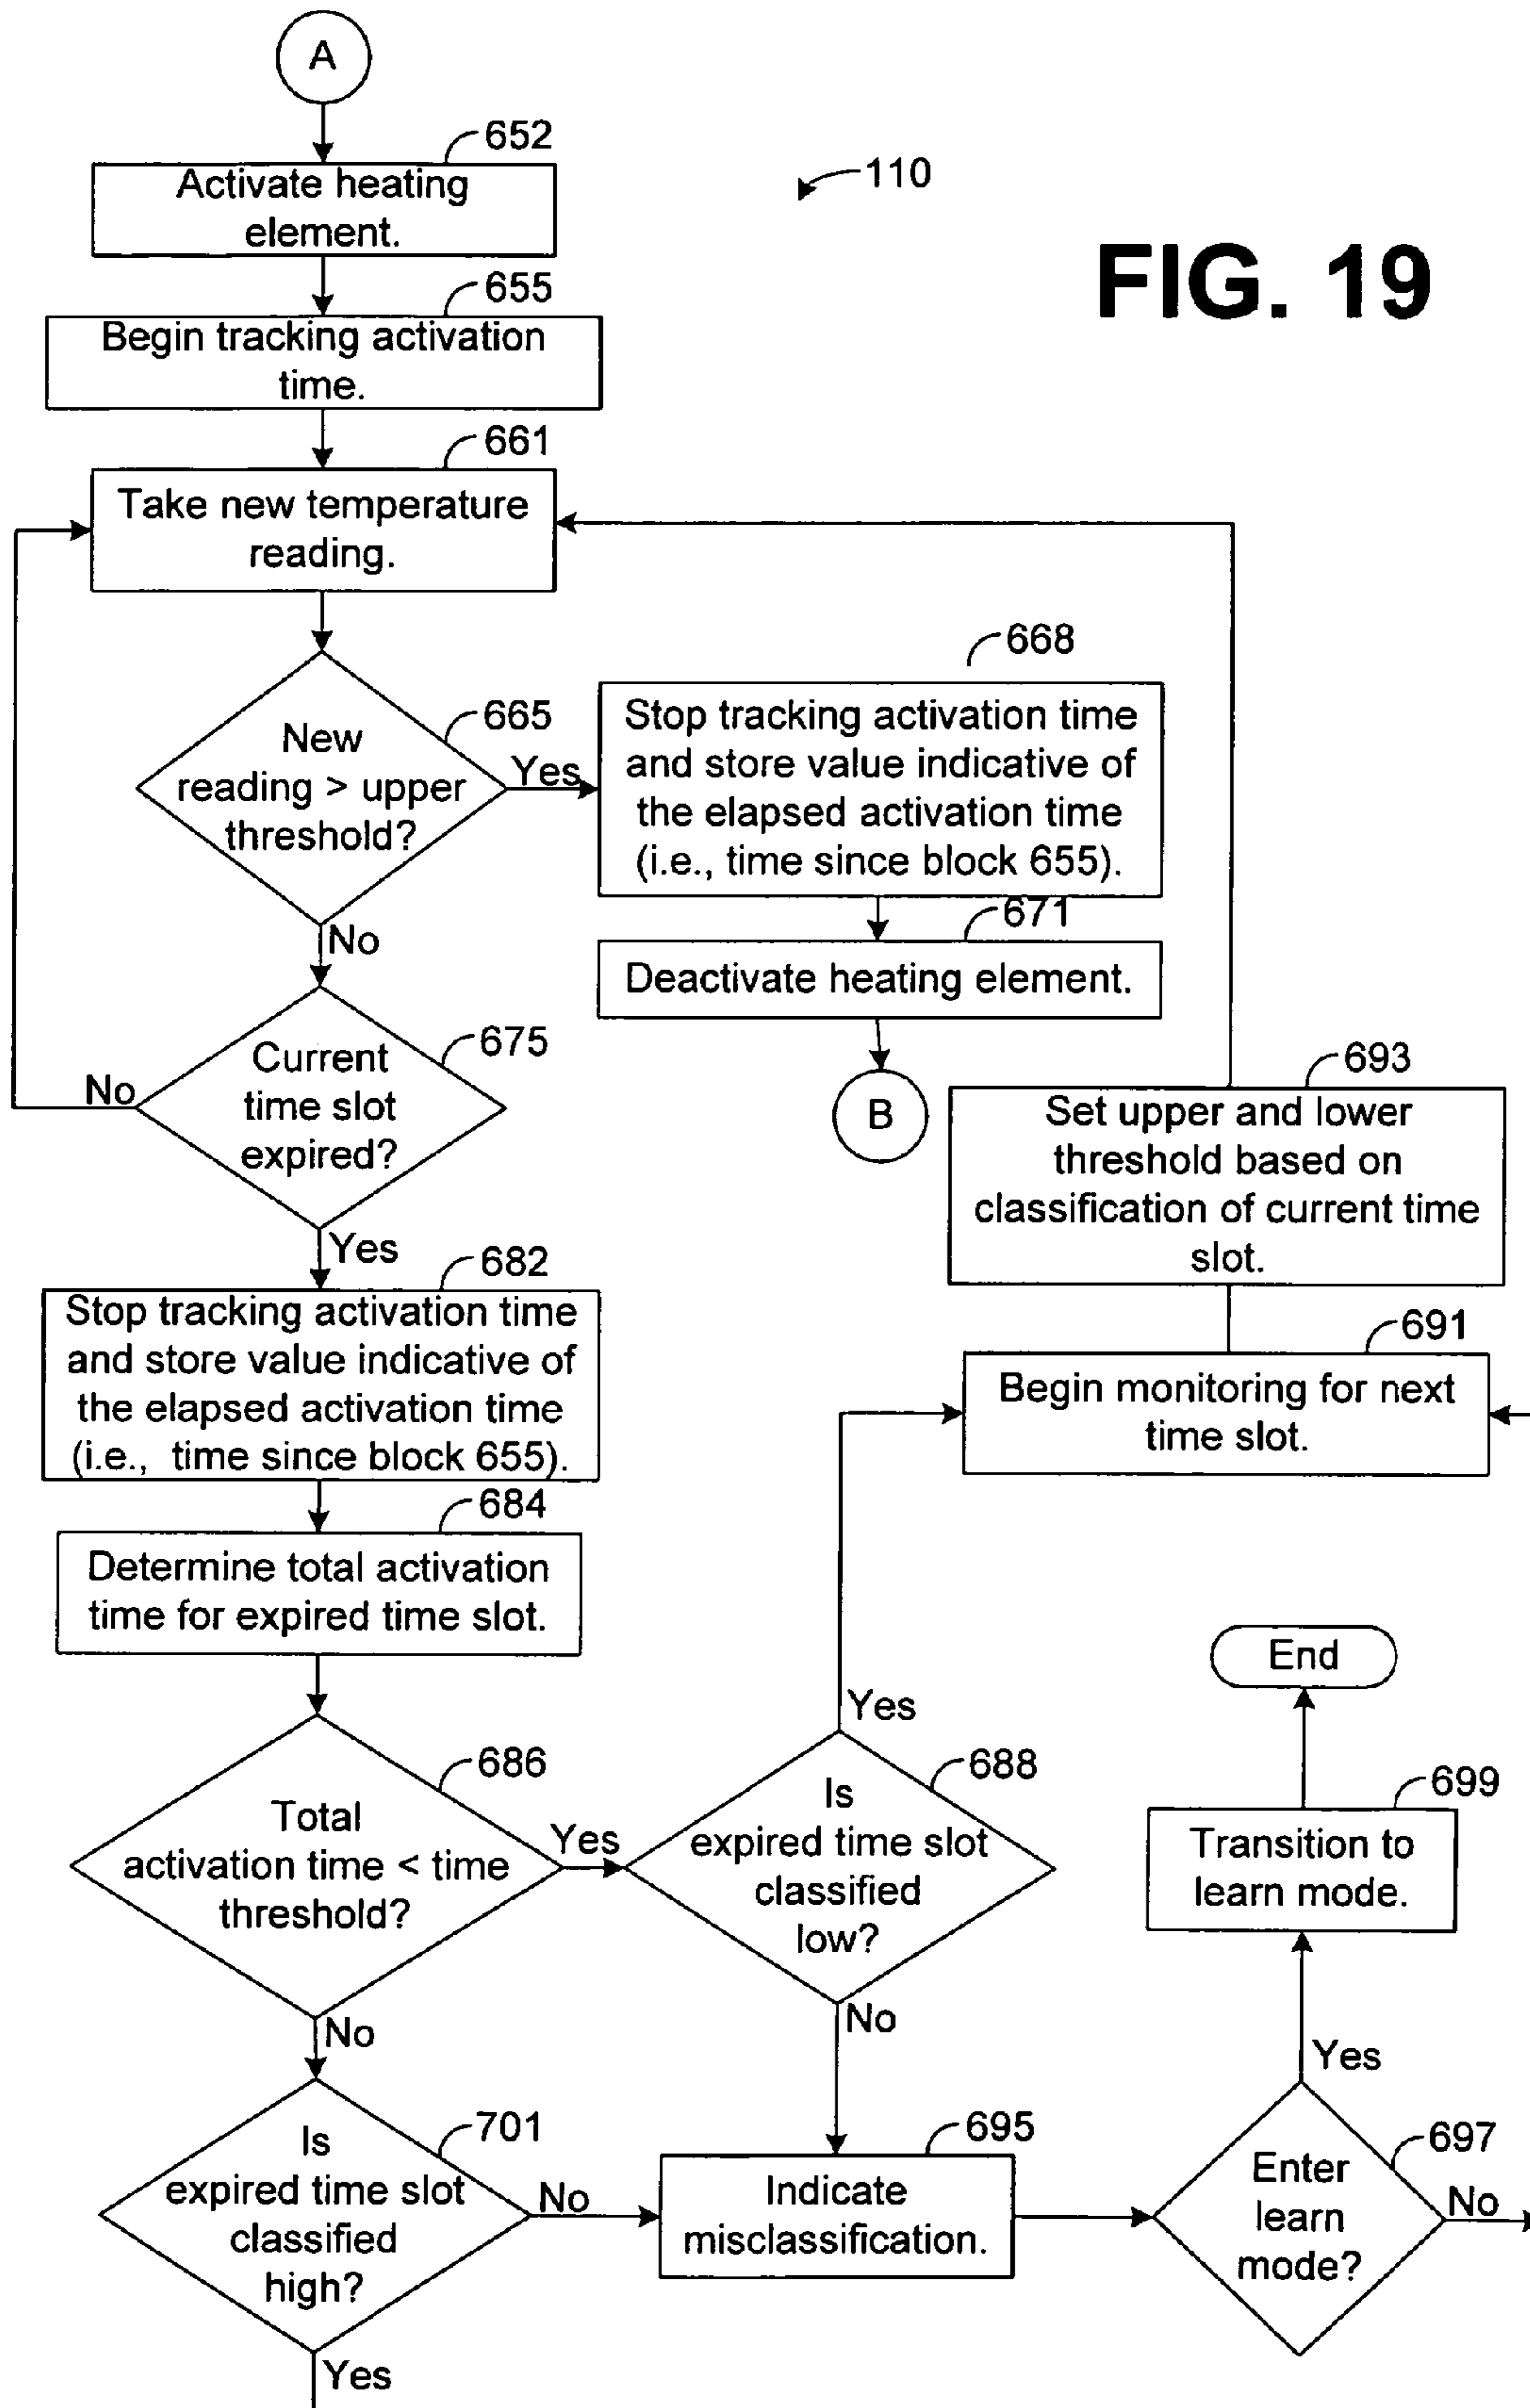 A
652
Activate heating
element.
110
FIG. 19
655
Begin tracking activation
time.
661
Take new temperature
reading.
665
New
reading > upper
threshold?
Yes
No
668
Stop tracking activation time
and store value indicative of
the elapsed activation time
(i.e., time since block 655).
671
Deactivate heating element.
B
675
Current
time slot
expired?
No
Yes
693
Set upper and lower
threshold based on
classification of current time
slot.
691
Begin monitoring for next
time slot.
682
Stop tracking activation time
and store value indicative of
the elapsed activation time
(i.e., time since block 655).
684
Determine total activation
time for expired time slot.
686
Total
activation time < time
threshold?
Yes
No
688
Is
expired time slot
classified
low?
Yes
No
End
699
Transition to
learn mode.
Yes
701
Is
expired time slot
classified
high?
No
Yes
695
Indicate
misclassification.
697
Enter
learn
mode?
No